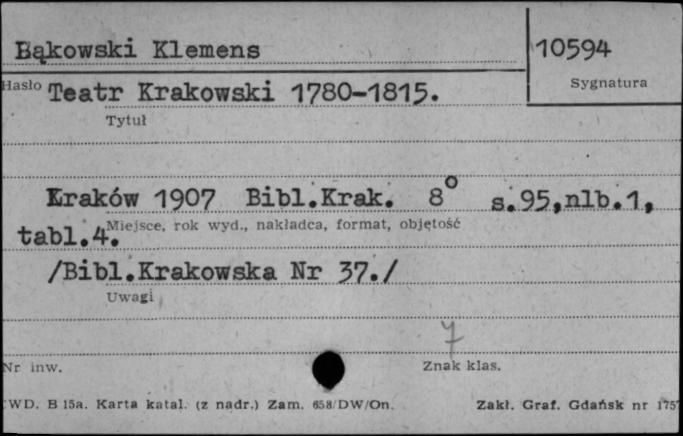 Bąkowski Klemens
10594
Hasło
Sygnatura
Teatr Krakowski 1780-1815.
Tytuł
Kraków 1907 Bibl.Krak. 8° s.95,nlb.1,
Miejsce, rok wyd., nakładca, format, objętość
tabl.4.
/Bibl.Krakowska Nr 37./
Uwagi
7
Nr inw.
Znak klas.
WD. B 15a. Karta katal. (z nadr.) Zam. 658/DW/On.
Zakł. Graf. Gdańsk nr 1757